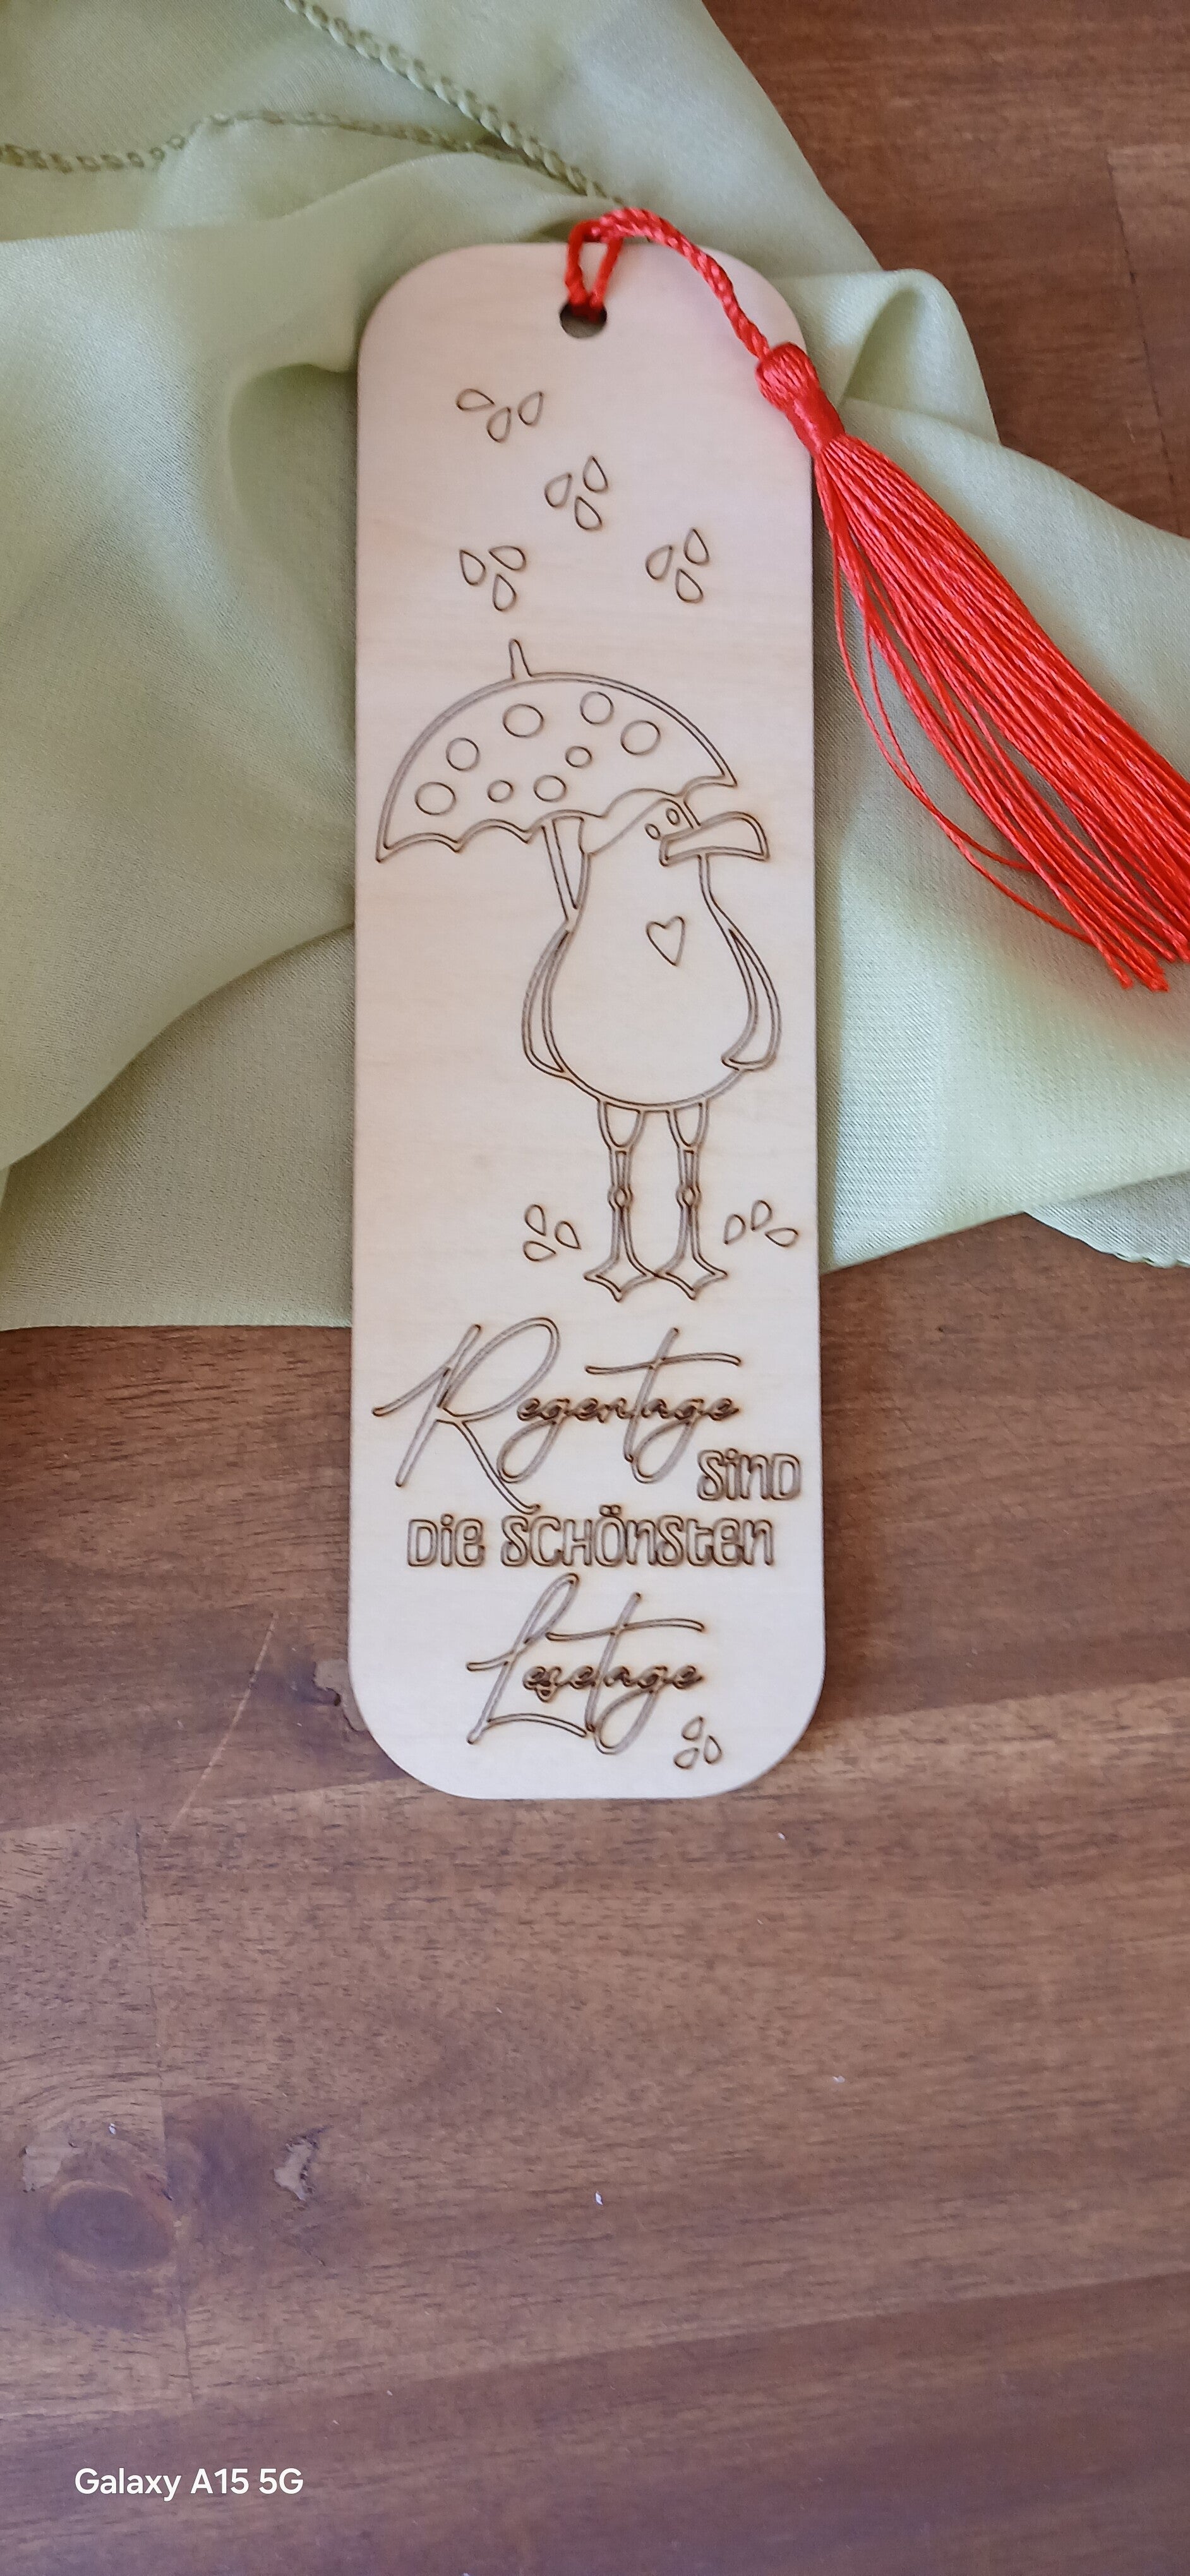 Regentage
sind
Die SCHÖnsten
Lesetage
Galaxy A15 5G